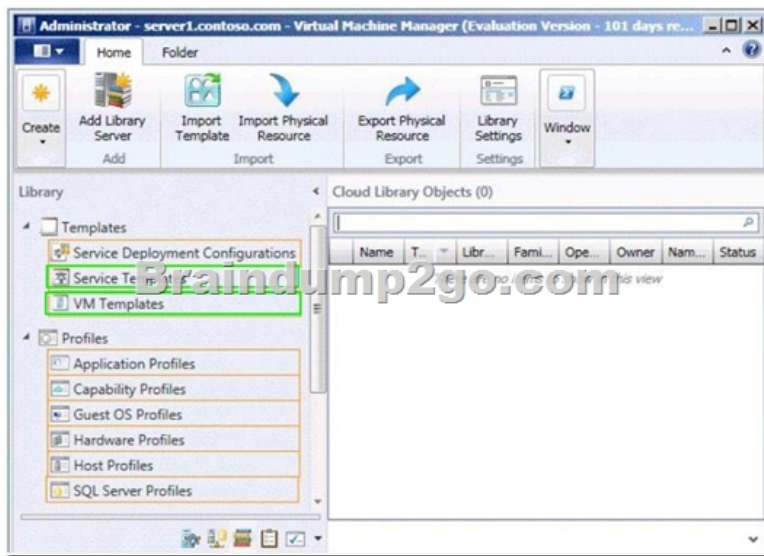 Administrator - server1.contoso.com - Virtual Machine Manager (Evaluation Version - 101 days re...
Home Folder
Create
Add Library Server
Import Template
Import Physical Resource
Export Physical Resource
Library Settings
Window
Add Import Export Settings
Library
Cloud Library Objects (0)
Templates
Service Deployment Configurations
Name T... Libr... Fami... Ope... Owner Nam... Status
Service Templates
Braindump2go.com
VM Templates
Profiles
Application Profiles
Capability Profiles
Guest OS Profiles
Hardware Profiles
Host Profiles
SQL Server Profiles